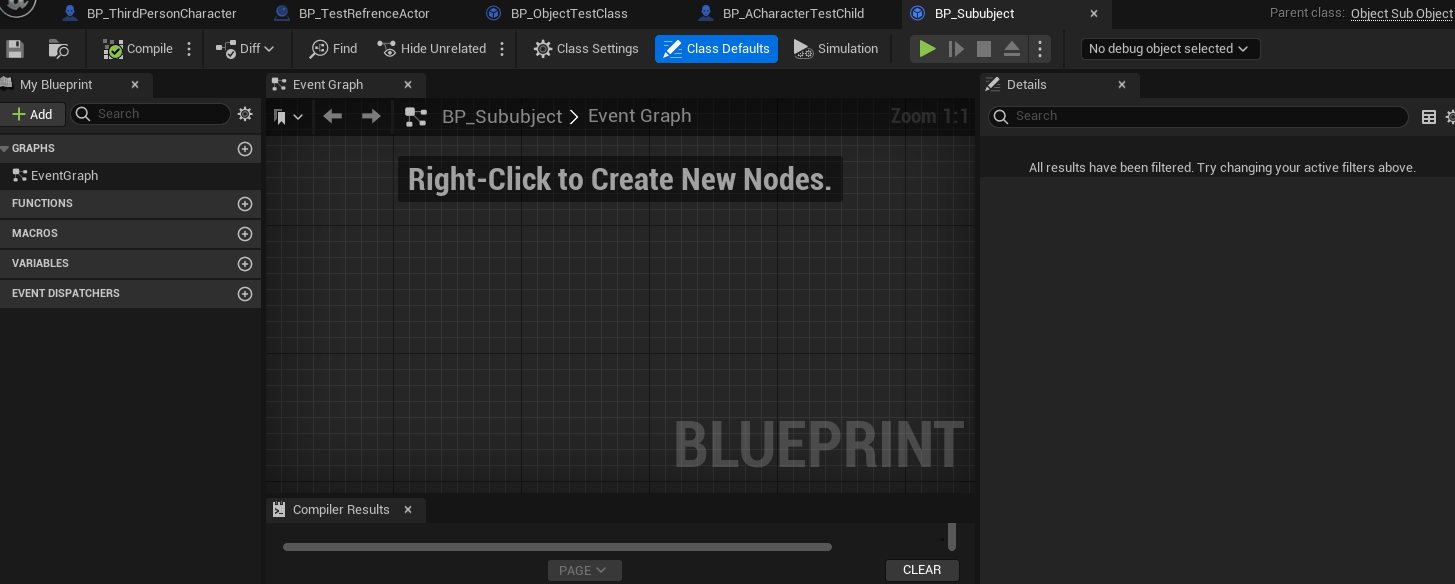 BP_ThirdPersonCharacter
BP_TestRefrenceActor
BP_ObjectTestClass
BP_ACharacterTestChild
BP_Sububject
Parent class: Object Sub Object
Compile
Diff
Find
Hide Unrelated
Class Settings
Class Defaults
Simulation
No debug object selected
My Blueprint
Event Graph
Details
Add
Search
BP_Sububject > Event Graph
Zoom 1:1
Search
GRAPHS
EventGraph
FUNCTIONS
MACROS
VARIABLES
EVENT DISPATCHERS
Right-Click to Create New Nodes.
All results have been filtered. Try changing your active filters above.
BLUEPRINT
Compiler Results
PAGE
CLEAR